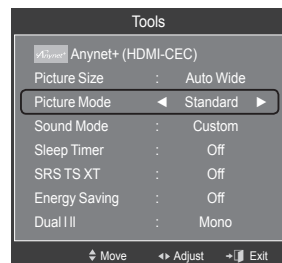 Tools
Anynet+ Anynet+ (HDMI-CEC)
Picture Size : Auto Wide
Picture Mode ◄ Standard ►
Sound Mode : Custom
Sleep Timer : Off
SRS TS XT : Off
Energy Saving : Off
Dual l ll : Mono
Move Adjust Exit